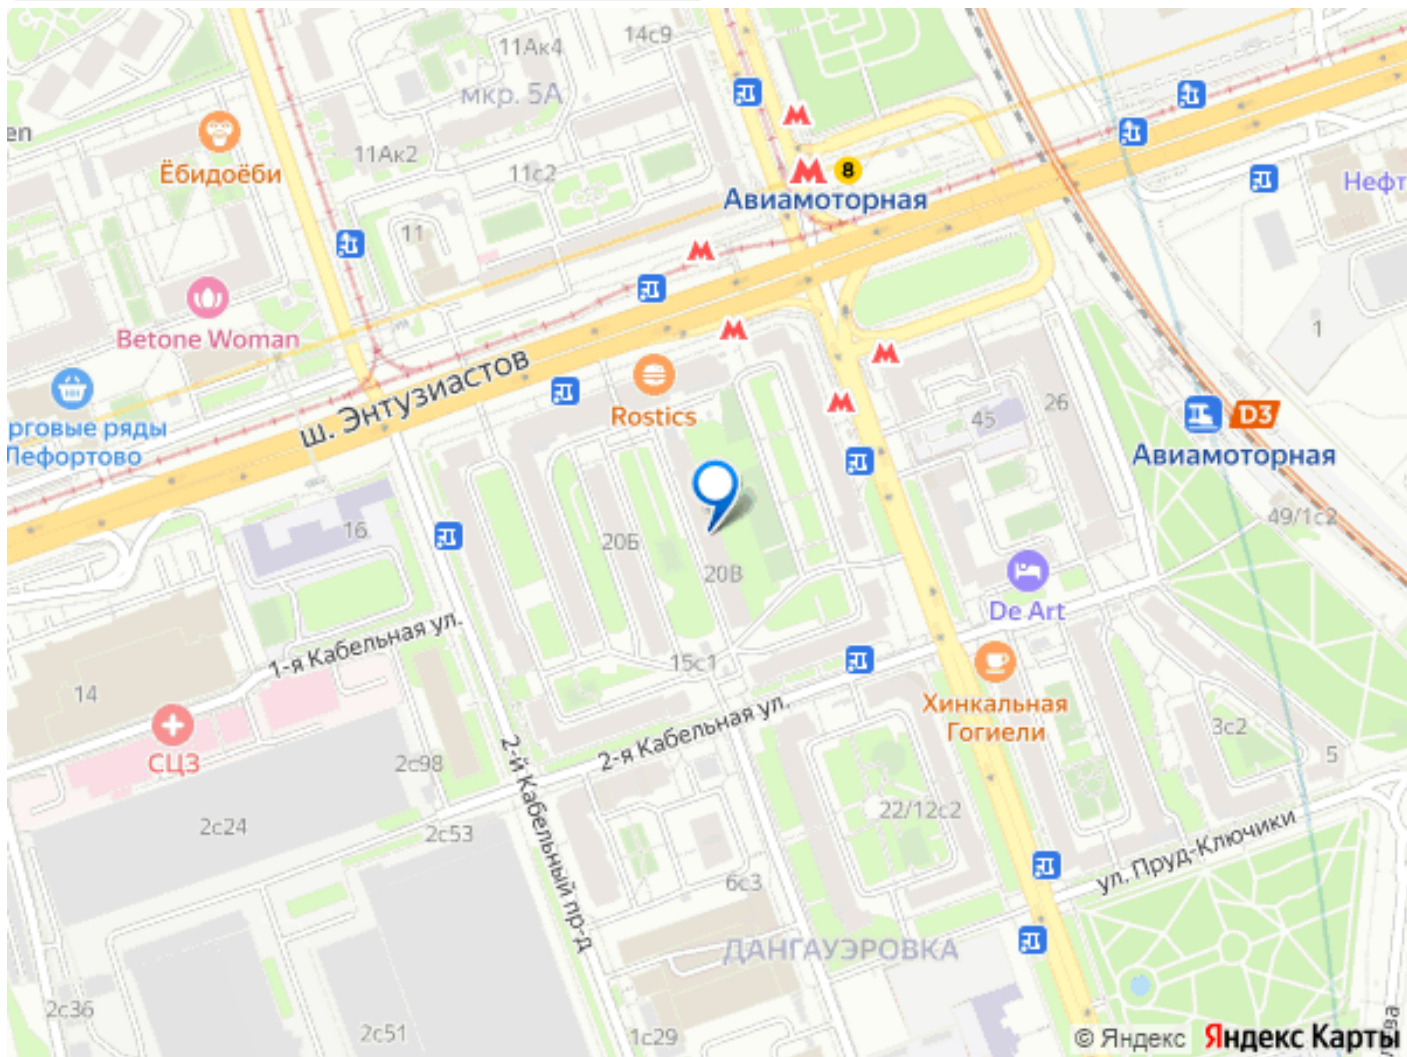 14с9
11Ак4
мкр. 5А
en
Ёбидоёби
11Ак2
11с2
8
Авиамоторная
Нефт
11
Betone Woman
1
ш. Энтузиастов
Rostics
рговые ряды
Лефортово
45
26
D3
Авиамоторная
16
20Б
20В
49/1с2
De Art
1-я Кабельная ул.
15с1
14
СЦЗ
2-я Кабельная ул.
Хинкальная
Гогиели
3с2
5
2с98
2-й Кабельный пр-д
2с24
2с53
22/12с2
ул. Пруд-Ключики
6с3
ДАНГАУЭРОВКА
2с36
2с51
1с29
© Яндекс Яндекс Карты